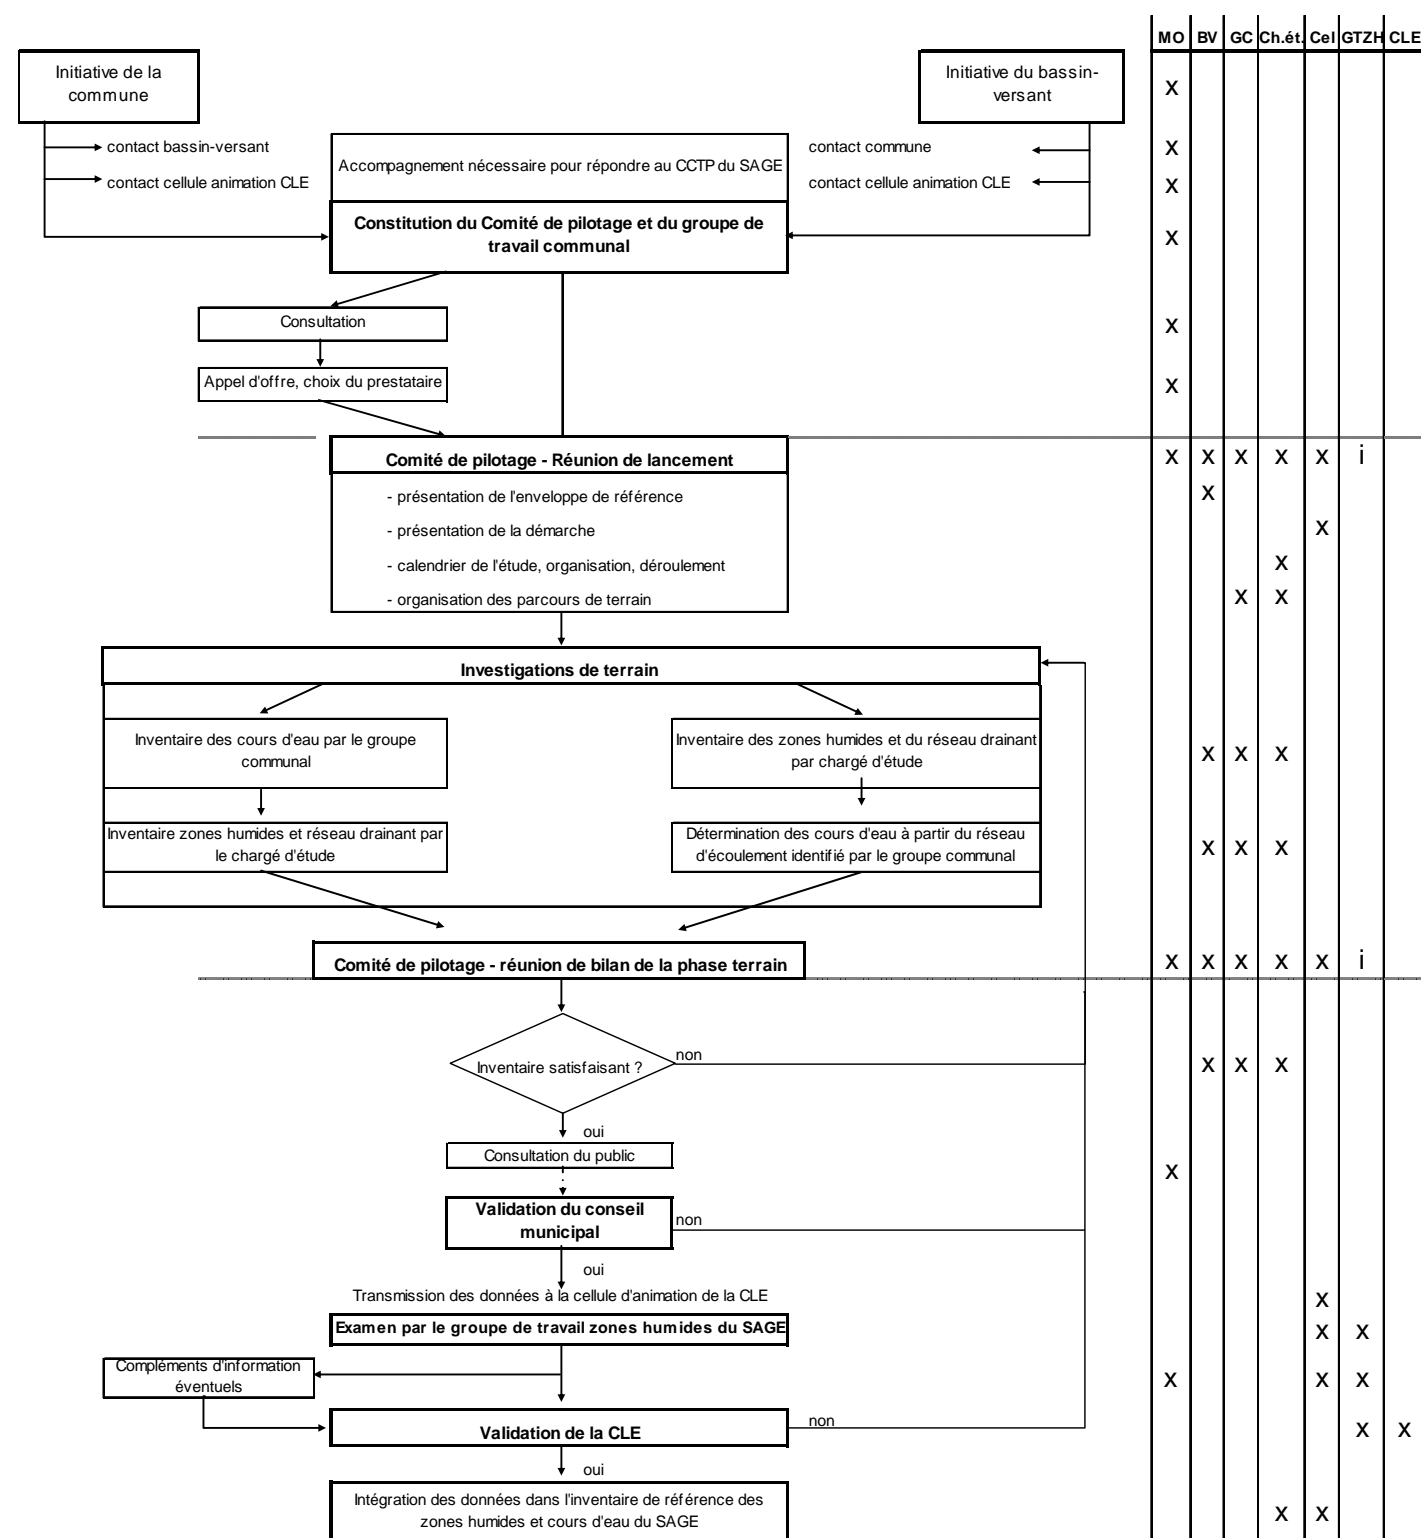 MO BV GC Ch.ét. Cel GTZH CLE
Initiative de la
commune
Initiative du bassin-
versant
X
contact bassin-versant
contact commune
X
Accompagnement nécessaire pour répondre au CCTP du SAGE
contact cellule animation CLE
contact cellule animation CLE
X
Constitution du Comité de pilotage et du groupe de
travail communal
X
Consultation
X
Appel d'offre, choix du prestataire
X
Comité de pilotage - Réunion de lancement
X X X X X i
- présentation de l'enveloppe de référence
X
- présentation de la démarche
X
- calendrier de l'étude, organisation, déroulement
X
- organisation des parcours de terrain
X X
Investigations de terrain
Inventaire des cours d'eau par le groupe
communal
Inventaire des zones humides et du réseau drainant
par chargé d'étude
X X X
Inventaire zones humides et réseau drainant par
le chargé d'étude
Détermination des cours d'eau à partir du réseau
d'écoulement identifié par le groupe communal
X X X
Comité de pilotage - réunion de bilan de la phase terrain
X X X X X i
Inventaire satisfaisant ?
non
X X X
oui
Consultation du public
X
Validation du conseil
municipal
non
oui
Transmission des données à la cellule d'animation de la CLE
X
Examen par le groupe de travail zones humides du SAGE
X X
Compléments d'information
éventuels
X X X
Validation de la CLE
non
X X
oui
Intégration des données dans l'inventaire de référence des
zones humides et cours d'eau du SAGE
X X